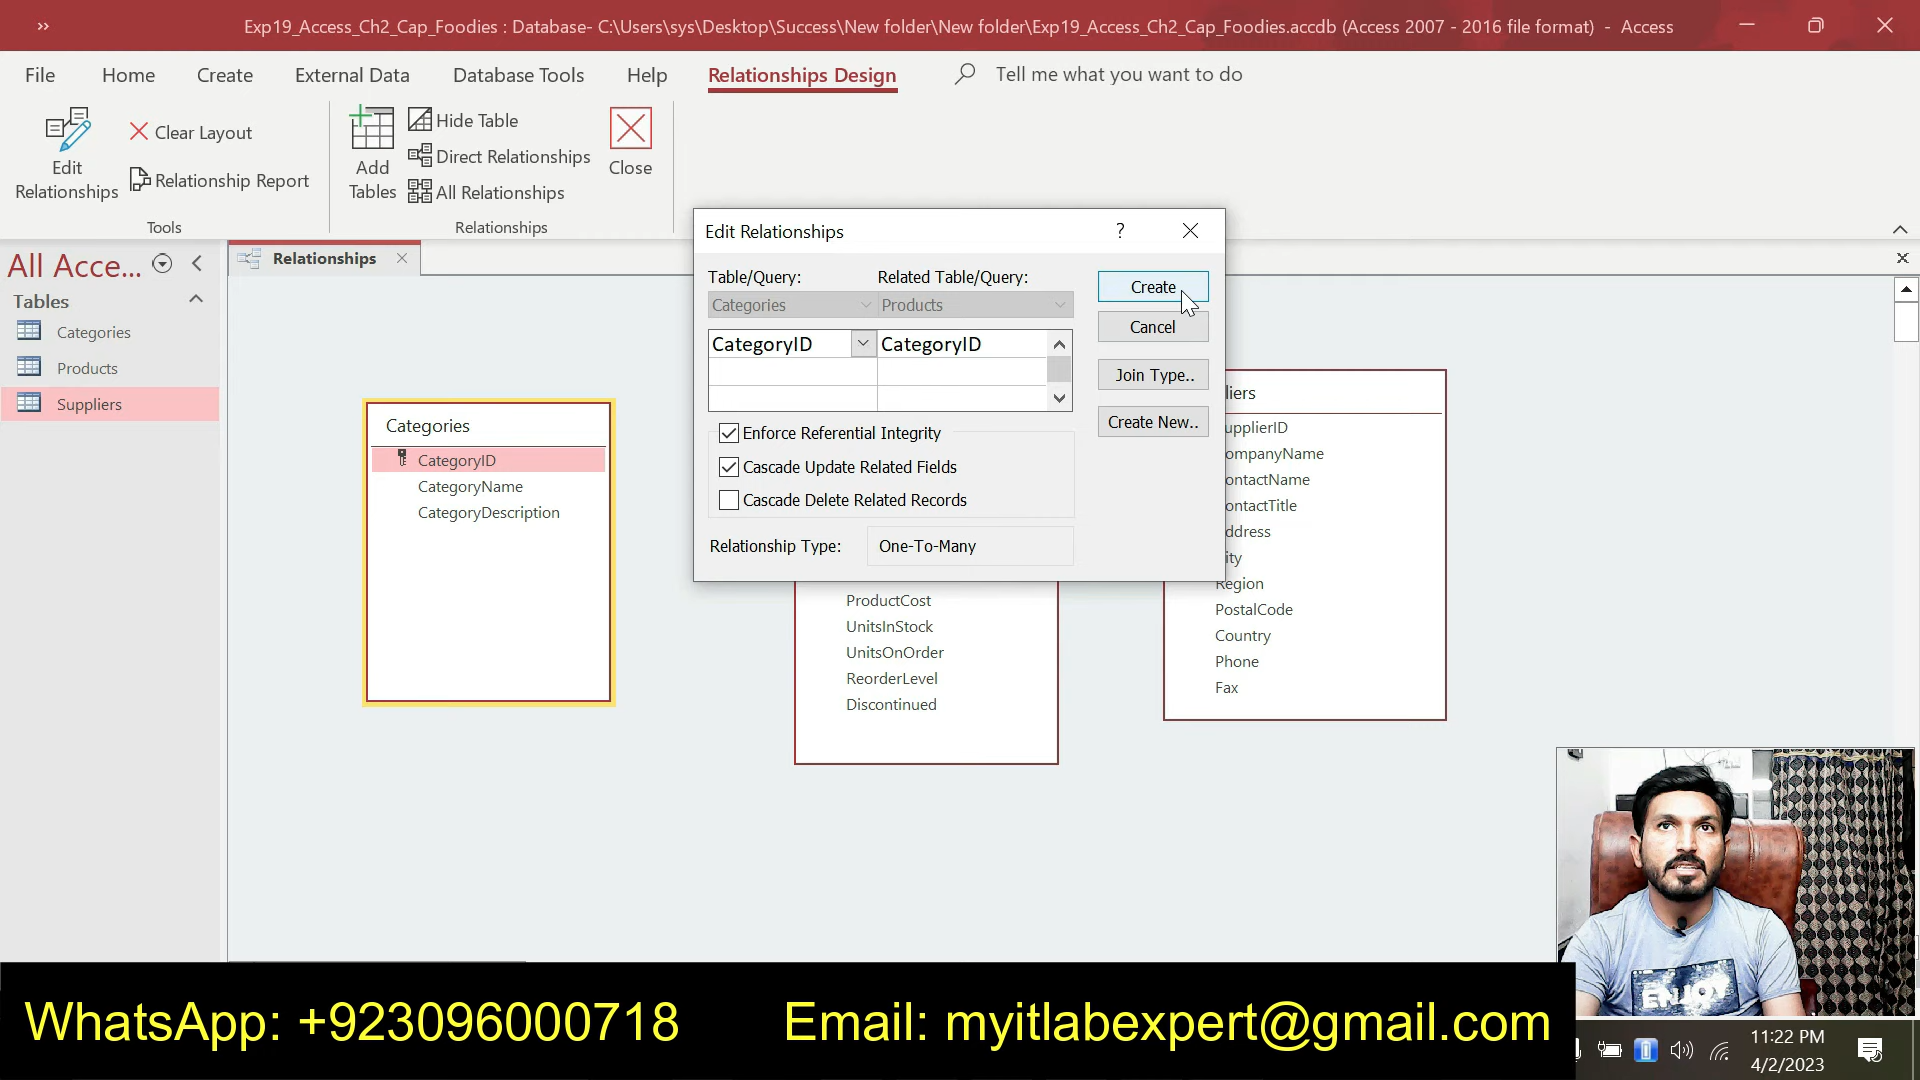 Exp19_Access_Ch2_Cap_Foodies : Database- C:\Users\sys\Desktop\Success\New folder\New folder\Exp19_Access_Ch2_Cap_Foodies.accdb (Access 2007 - 2016 file format) - Access
File Home Create External Data Database Tools Help Relationships Design Tell me what you want to do
Edit Relationships
Clear Layout
Relationship Report
Tools
Add Tables
Hide Table
Direct Relationships
All Relationships
Relationships
Close
All Acce...
Tables
Categories
Products
Suppliers
Relationships
Categories
CategoryID
CategoryName
CategoryDescription
Edit Relationships ?
Table/Query: Related Table/Query:
Categories Products
CategoryID CategoryID
Enforce Referential Integrity
Cascade Update Related Fields
Cascade Delete Related Records
Relationship Type: One-To-Many
Create
Cancel
Join Type..
Create New..
ProductCost
UnitsInStock
UnitsOnOrder
ReorderLevel
Discontinued
liers
upplierID
ompanyName
ontactName
ontactTitle
ddress
ity
Region
PostalCode
Country
Phone
Fax
ENJOY
WhatsApp: +923096000718 Email: myitlabexpert@gmail.com
11:22 PM
4/2/2023